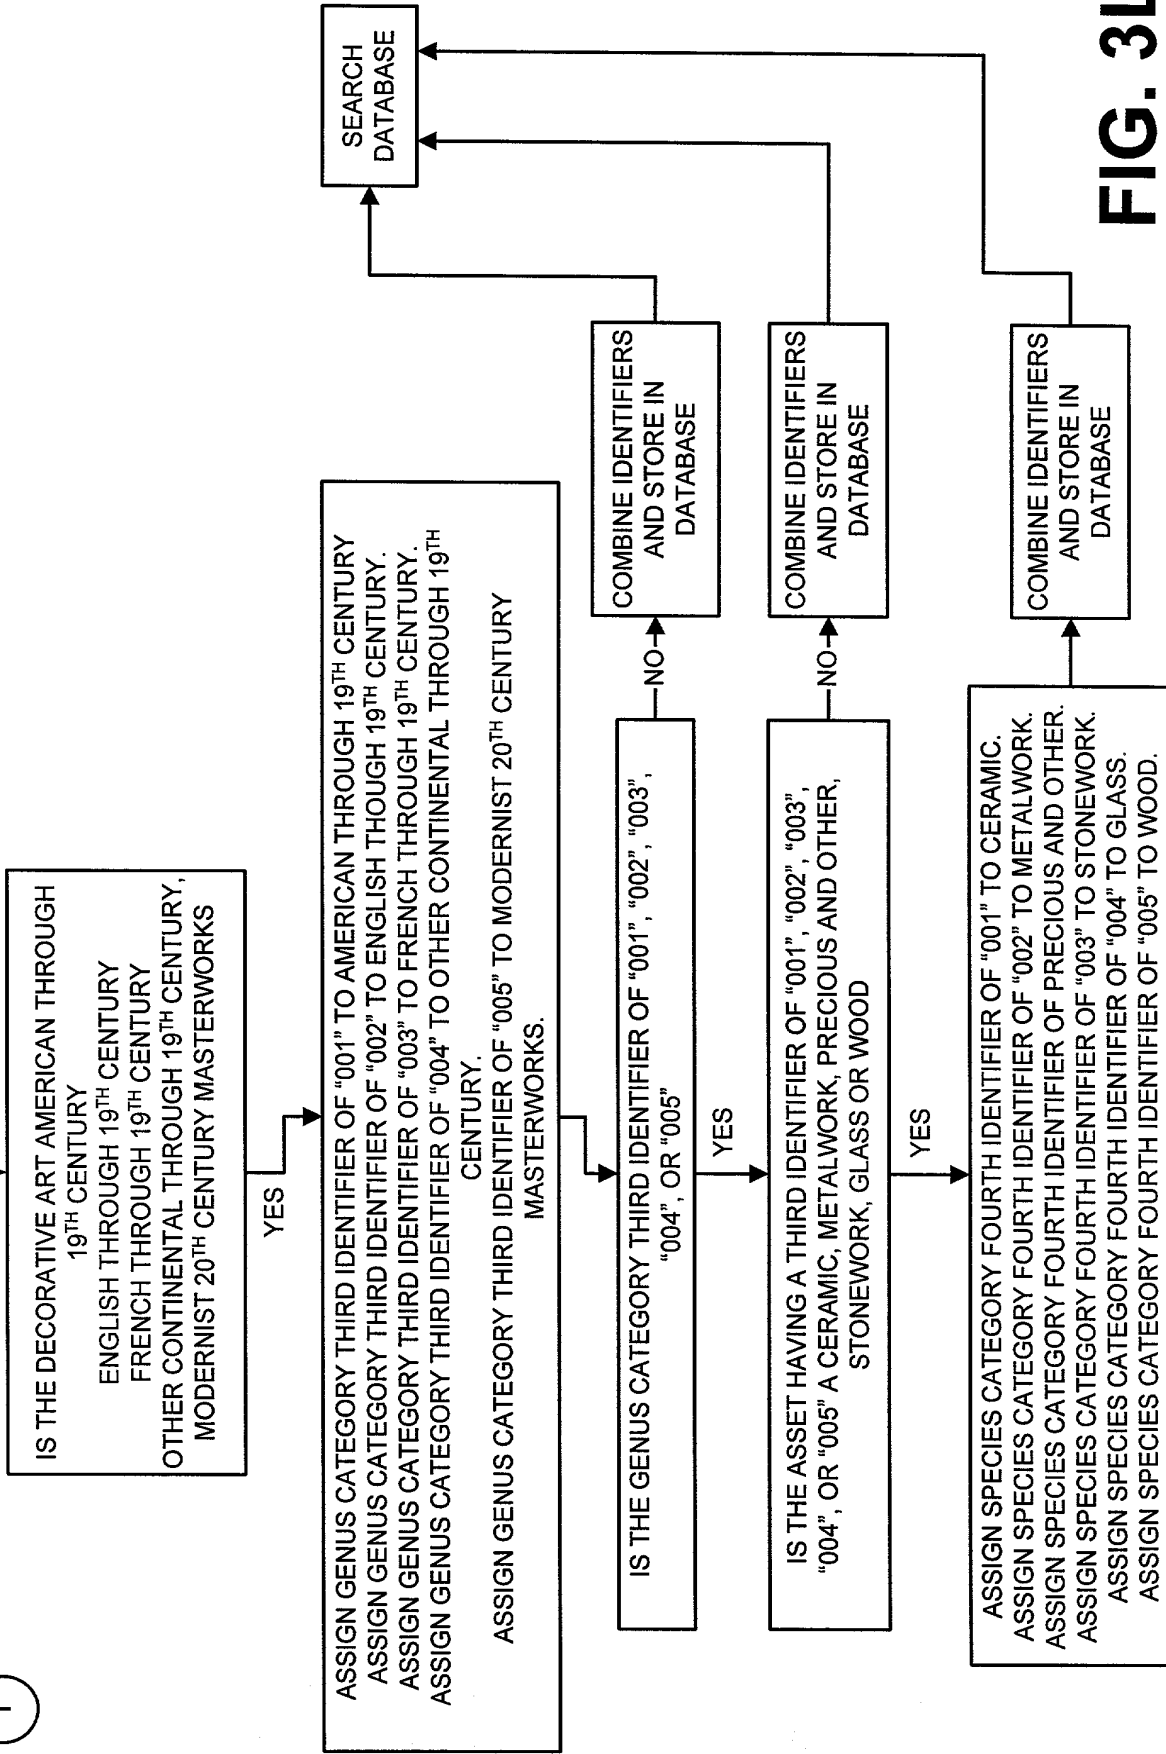 IS THE DECORATIVE ART AMERICAN THROUGH
19TH CENTURY
ENGLISH THROUGH 19TH CENTURY
FRENCH THROUGH 19TH CENTURY
OTHER CONTINENTAL THROUGH 19TH CENTURY,
MODERNIST 20TH CENTURY MASTERWORKS
YES
ASSIGN GENUS CATEGORY THIRD IDENTIFIER OF "001" TO AMERICAN THROUGH 19TH CENTURY
ASSIGN GENUS CATEGORY THIRD IDENTIFIER OF "002" TO ENGLISH THOUGH 19TH CENTURY.
ASSIGN GENUS CATEGORY THIRD IDENTIFIER OF "003" TO FRENCH THROUGH 19TH CENTURY.
ASSIGN GENUS CATEGORY THIRD IDENTIFIER OF "004" TO OTHER CONTINENTAL THROUGH 19TH
CENTURY.
ASSIGN GENUS CATEGORY THIRD IDENTIFIER OF "005" TO MODERNIST 20TH CENTURY
MASTERWORKS.
SEARCH
DATABASE
IS THE GENUS CATEGORY THIRD IDENTIFIER OF "001", "002", "003",
"004", OR "005"
NO
COMBINE IDENTIFIERS
AND STORE IN
DATABASE
YES
IS THE ASSET HAVING A THIRD IDENTIFIER OF "001", "002", "003",
"004", OR "005" A CERAMIC, METALWORK, PRECIOUS AND OTHER,
STONEWORK, GLASS OR WOOD
NO
COMBINE IDENTIFIERS
AND STORE IN
DATABASE
YES
ASSIGN SPECIES CATEGORY FOURTH IDENTIFIER OF "001" TO CERAMIC.
ASSIGN SPECIES CATEGORY FOURTH IDENTIFIER OF "002" TO METALWORK.
ASSIGN SPECIES CATEGORY FOURTH IDENTIFIER OF PRECIOUS AND OTHER.
ASSIGN SPECIES CATEGORY FOURTH IDENTIFIER OF "003" TO STONEWORK.
ASSIGN SPECIES CATEGORY FOURTH IDENTIFIER OF "004" TO GLASS.
ASSIGN SPECIES CATEGORY FOURTH IDENTIFIER OF "005" TO WOOD.
COMBINE IDENTIFIERS
AND STORE IN
DATABASE
FIG.